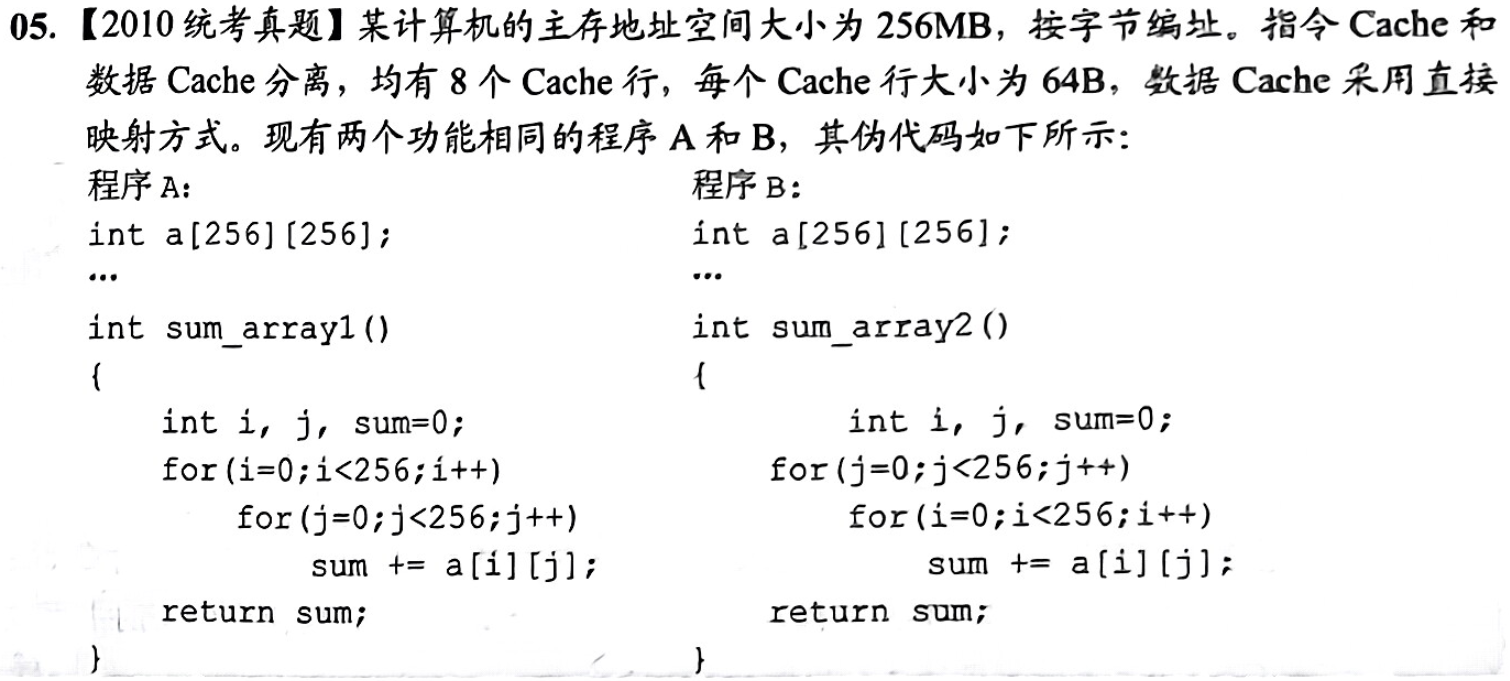 05.【2010统考真题】某计算机的主存地址空间大小为 256MB，按字节编址。指令 Cache 和
数据 Cache 分离，均有 8 个 Cache 行，每个 Cache 行大小为 64B，数据 Cache 采用直接
映射方式。现有两个功能相同的程序 A 和 B，其伪代码如下所示：
程序 A： 程序 B：
int a[256][256]; int a[256][256];
… …
int sum_array1() int sum_array2()
{ {
int i, j, sum=0; int i, j, sum=0;
for(i=0;i<256;i++) for(j=0;j<256;j++)
for(j=0;j<256;j++) for(i=0;i<256;i++)
sum += a[i][j]; sum += a[i][j];
return sum; return sum;
} }